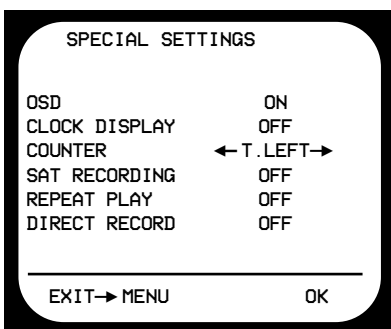 SPECIAL SETTINGS
OSD ON
CLOCK DISPLAY OFF
COUNTER ←T.LEFT→
SAT RECORDING OFF
REPEAT PLAY OFF
DIRECT RECORD OFF
EXIT→MENU OK